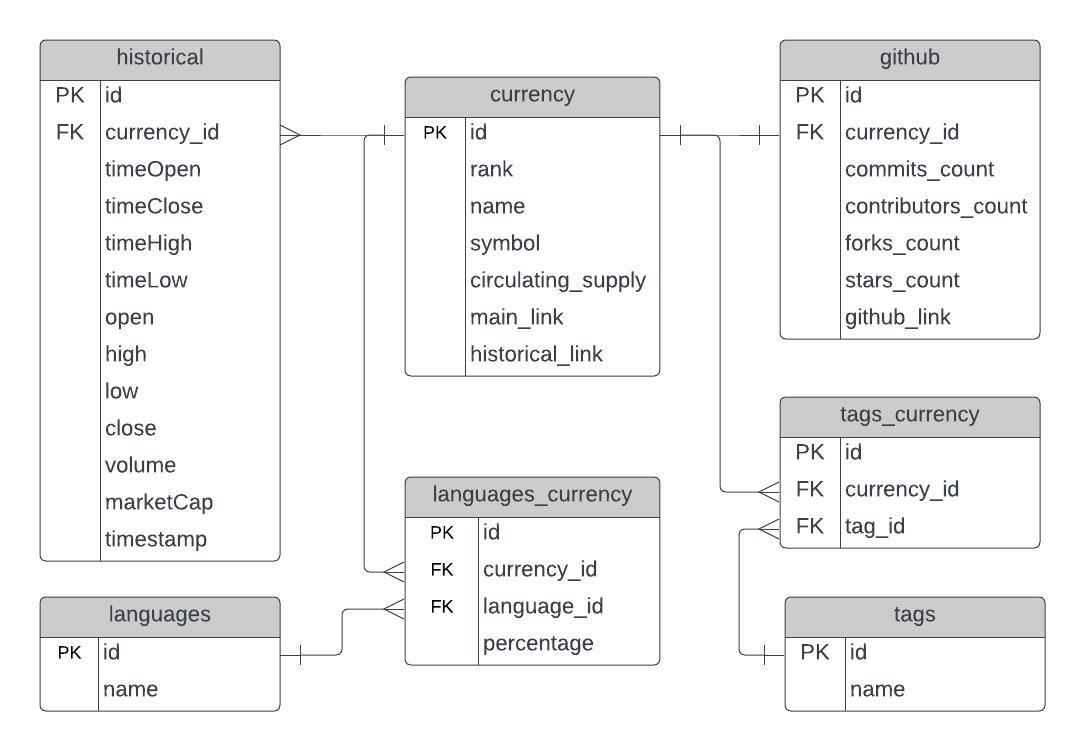 historical
PK id
FK currency_id
timeOpen
timeClose
timeHigh
timeLow
open
high
low
close
volume
marketCap
timestamp
currency
PK id
rank
name
symbol
circulating_supply
main_link
historical_link
github
PK id
FK currency_id
commits_count
contributors_count
forks_count
stars_count
github_link
languages_currency
PK id
FK currency_id
FK language_id
percentage
tags_currency
PK id
FK currency_id
FK tag_id
languages
PK id
name
tags
PK id
name